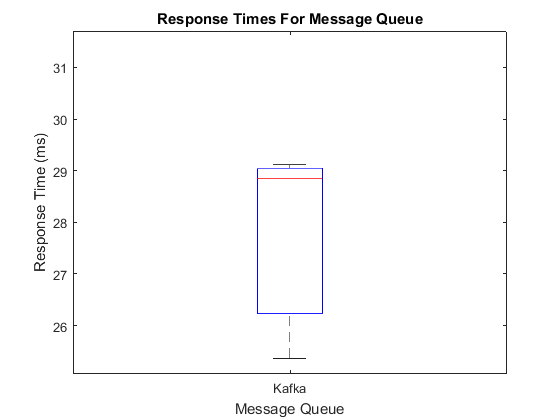 Response Times For Message Queue
Response Time (ms)
31
30
29
28
27
26
Kafka
Message Queue